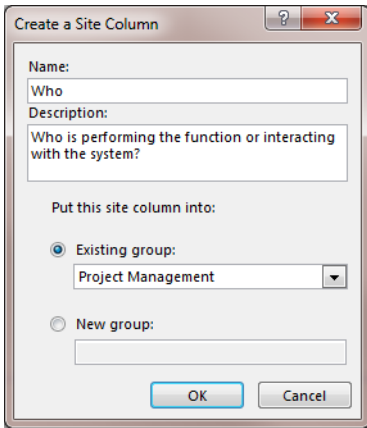 Create a Site Column
?
X
Name:
Who
Description:
Who is performing the function or interacting
with the system?
Put this site column into:
Existing group:
Project Management
New group:
OK Cancel